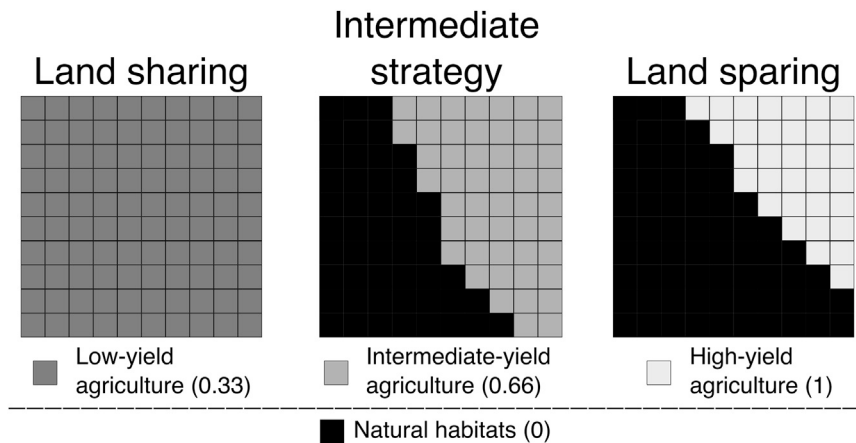 Land sharing
Intermediate
strategy
Land sparing
Low-yield
agriculture (0.33)
Intermediate-yield
agriculture (0.66)
High-yield
agriculture (1)
Natural habitats (0)